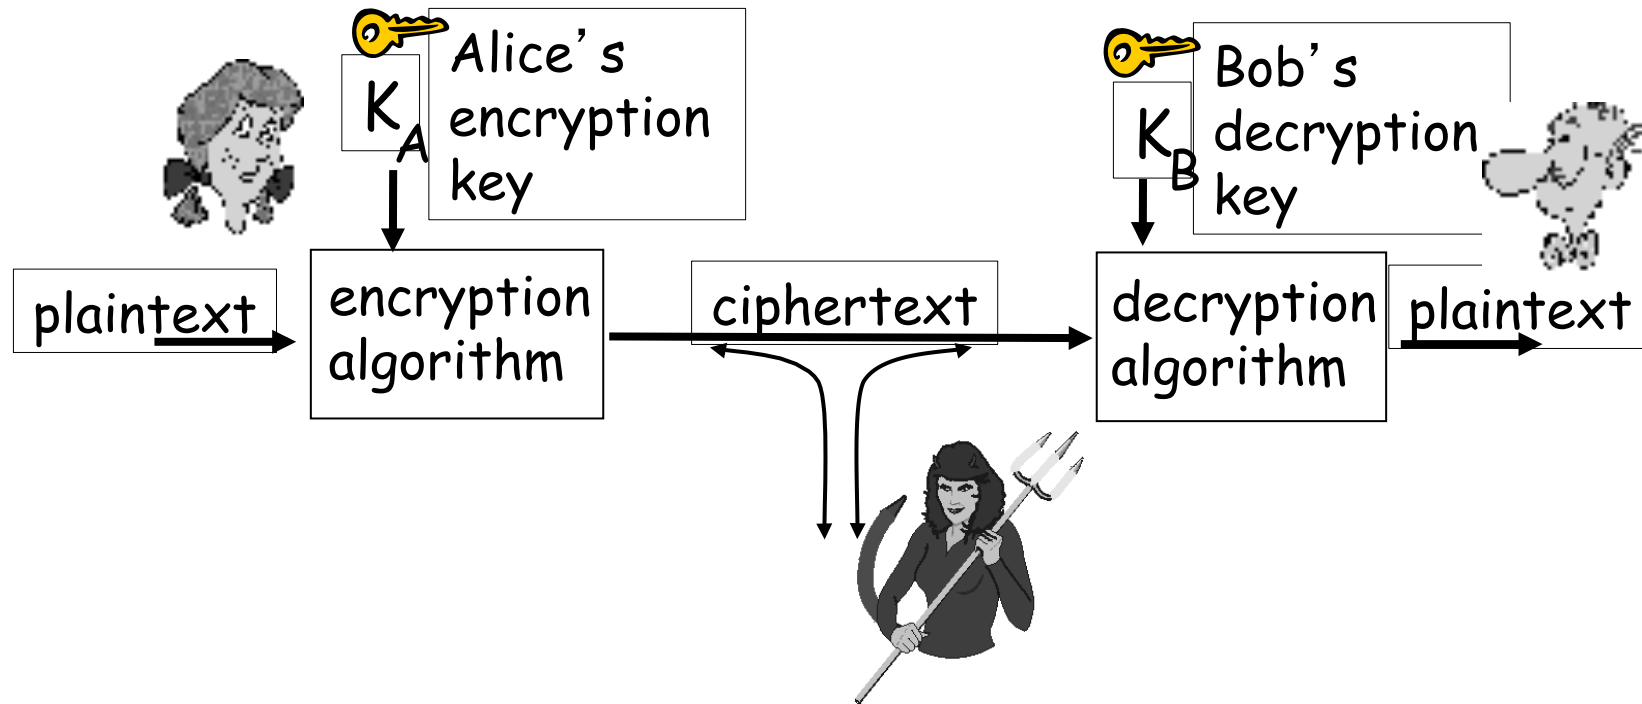 Alice's
encryption
key
K
A
Bob's
decryption
key
K
B
plaintext
encryption
algorithm
ciphertext
decryption
algorithm
plaintext